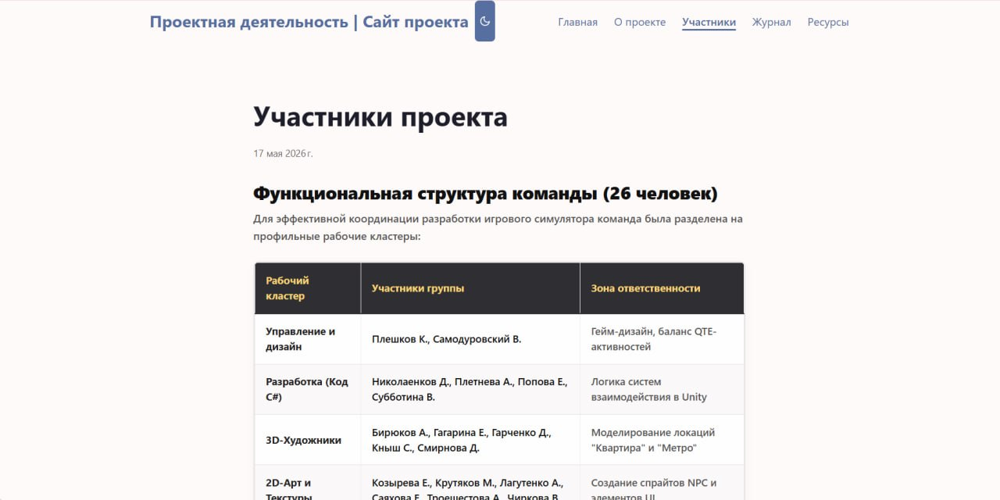 Проектная деятельность | Сайт проекта
Главная О проекте Участники Журнал Ресурсы
Участники проекта
17 мая 2026 г.
Функциональная структура команды (26 человек)
Для эффективной координации разработки игрового симулятора команда была разделена на
профильные рабочие кластеры:
Рабочий
кластер
Участники группы
Зона ответственности
Управление и
дизайн
Плешков К., Самодуровский В.
Гейм-дизайн, баланс QTE-
активностей
Разработка (Код
C#)
Николаенков Д., Плетнева А., Попова Е.,
Субботина В.
Логика систем
взаимодействия в Unity
3D-Художники
Бирюков А., Гагарина Е., Гарченко Д.,
Кныш С., Смирнова Д.
Моделирование локаций
"Квартира" и "Метро"
2D-Арт и
Текстуры
Козырева Е., Крутяков М., Лагутенко А.,
Саяхова Е., Троешестова А., Чиркова В.
Создание спрайтов NPC и
элементов UI